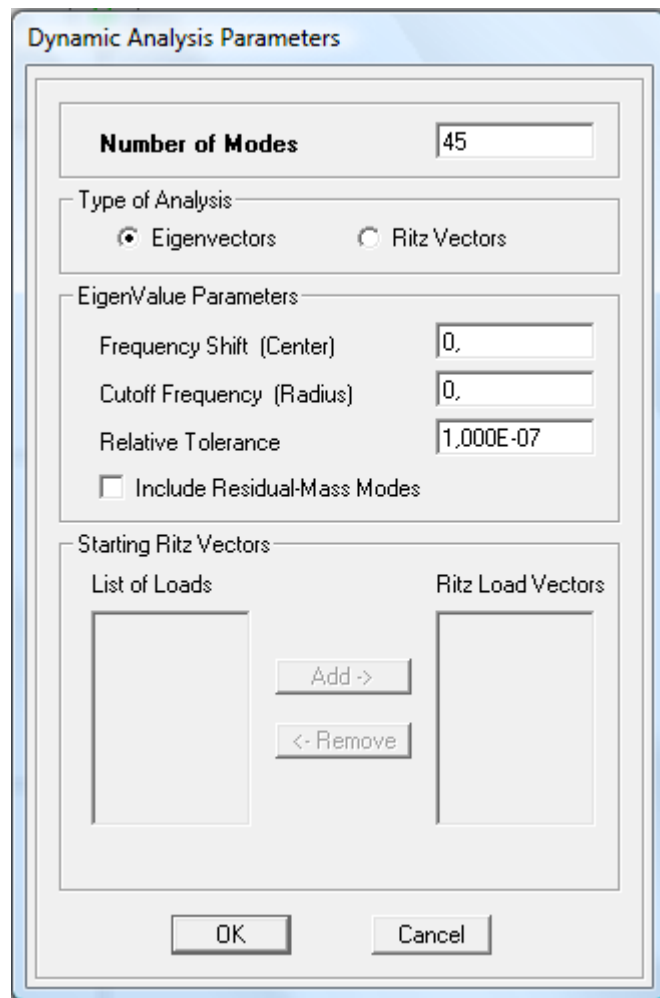 Dynamic Analysis Parameters
Number of Modes 45
Type of Analysis
Eigenvectors Ritz Vectors
EigenValue Parameters
Frequency Shift (Center) 0,
Cutoff Frequency (Radius) 0,
Relative Tolerance 1,000E-07
Include Residual-Mass Modes
Starting Ritz Vectors
List of Loads Ritz Load Vectors
Add ->
<- Remove
OK Cancel